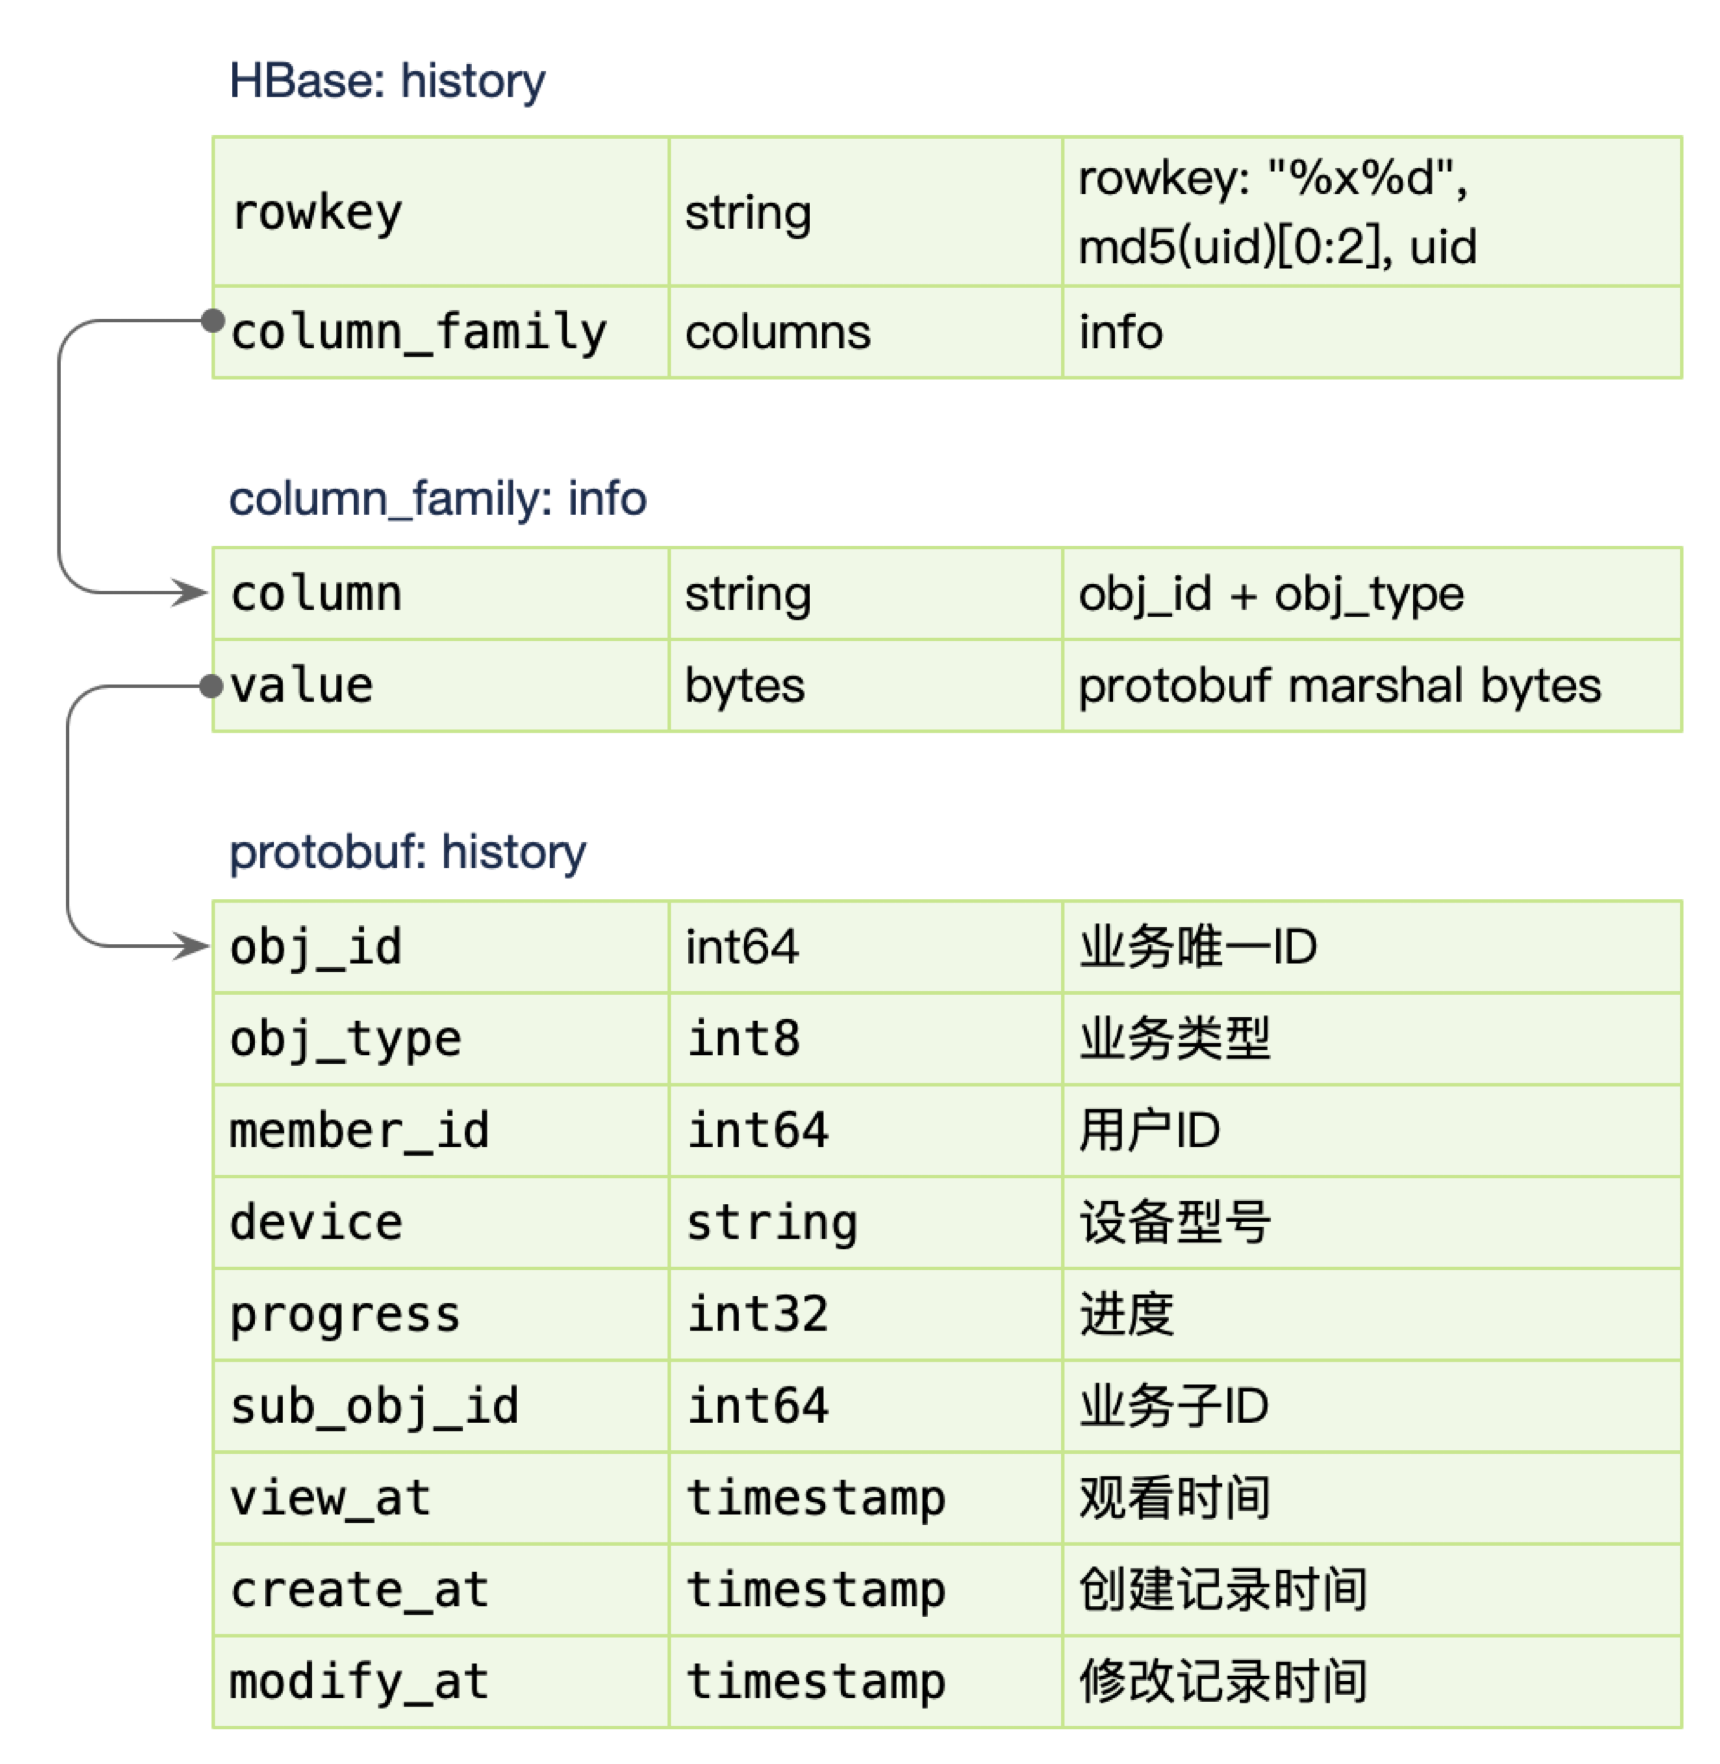 HBase: history
rowkey string rowkey: "%x%d",
md5(uid)[0:2], uid
column_family columns info
column_family: info
column string obj_id + obj_type
value bytes protobuf marshal bytes
protobuf: history
obj_id int64 业务唯一ID
obj_type int8 业务类型
member_id int64 用户ID
device string 设备型号
progress int32 进度
sub_obj_id int64 业务子ID
view_at timestamp 观看时间
create_at timestamp 创建记录时间
modify_at timestamp 修改记录时间